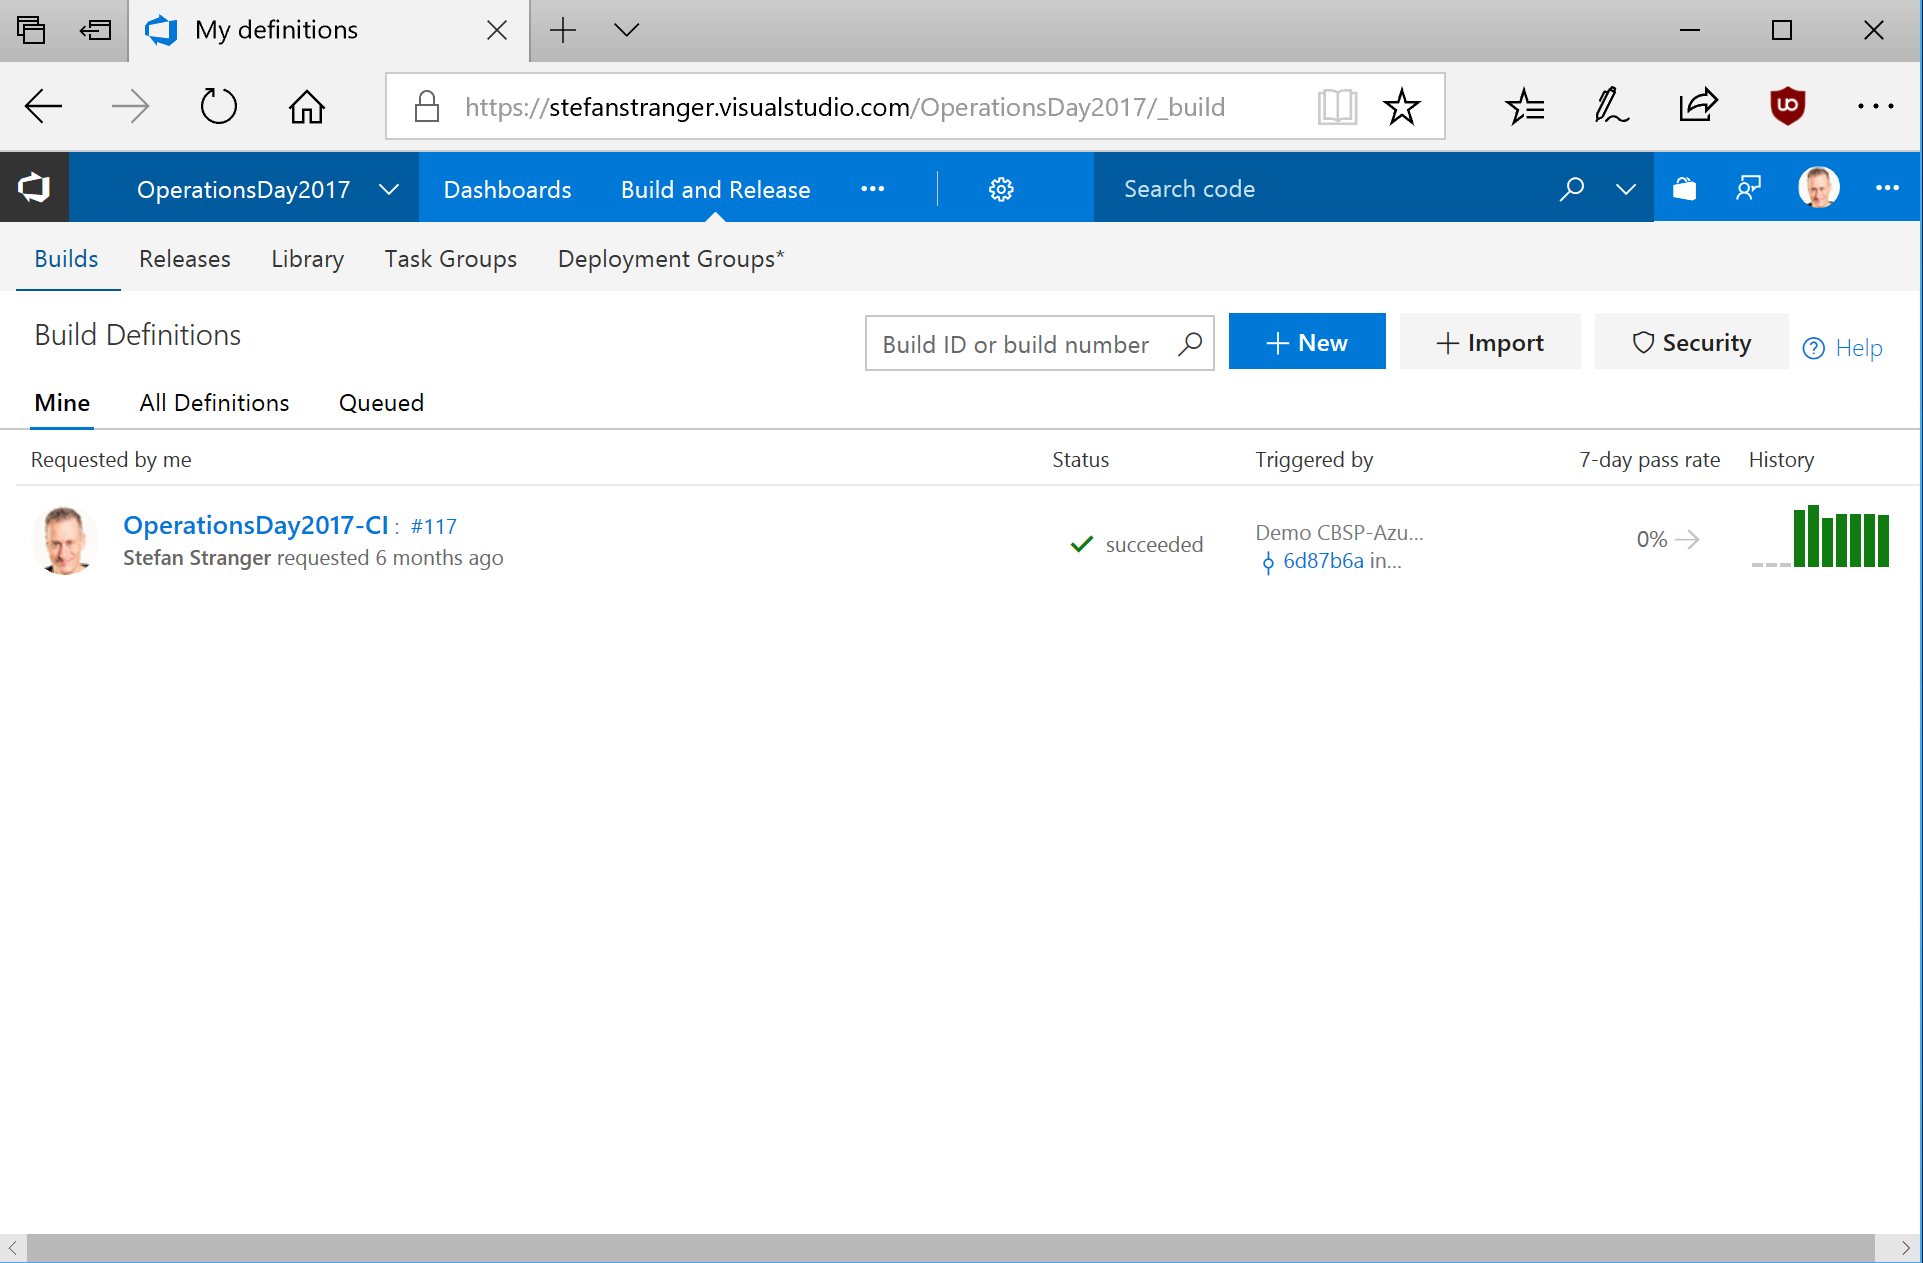 My definitions
https://stefanstranger.visualstudio.com/OperationsDay2017/_build
OperationsDay2017 Dashboards Build and Release ••• Search code
Builds Releases Library Task Groups Deployment Groups*
Build Definitions
Build ID or build number
New
Import
Security
Help
Mine All Definitions Queued
Requested by me Status Triggered by 7-day pass rate History
OperationsDay2017-CI : #117
Stefan Stranger requested 6 months ago
succeeded
Demo CBSP-Azu...
6d87b6a in...
0%